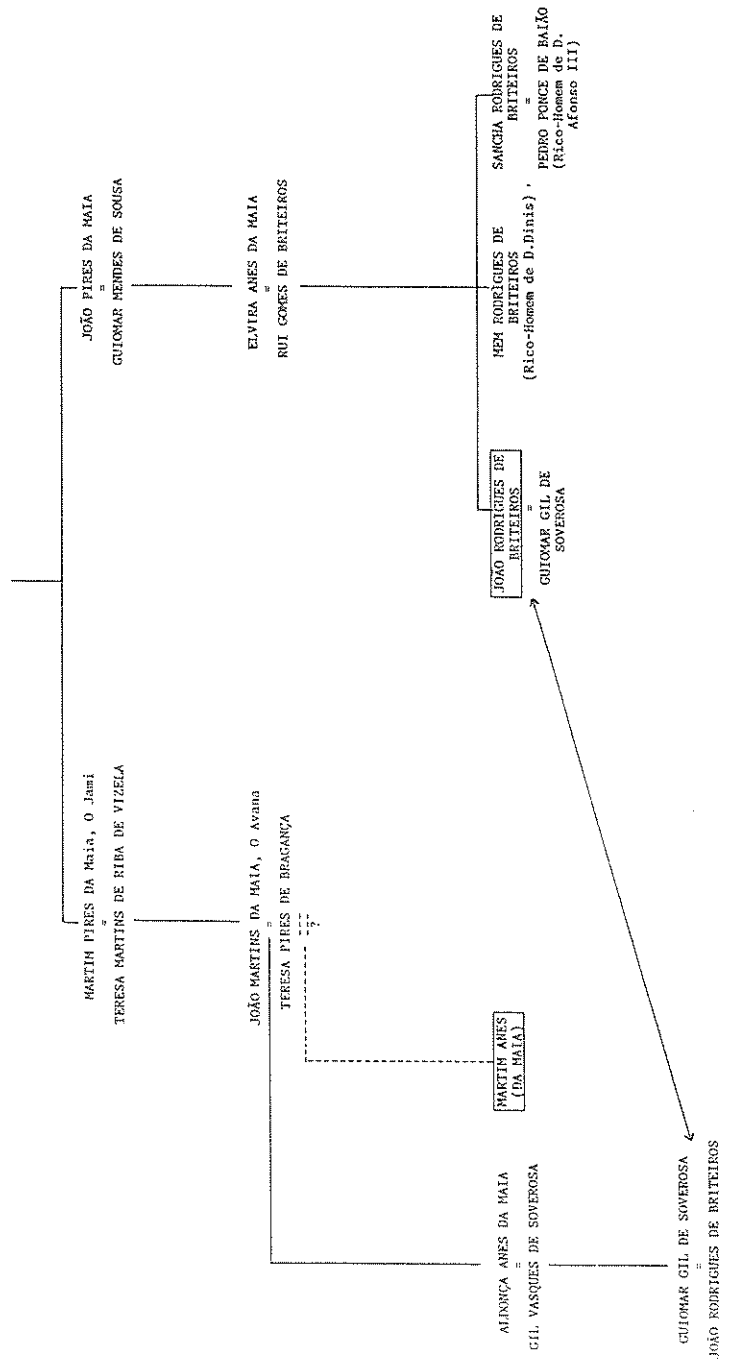 MARTIM PIRES DA Maia, O Jami
=
TERESA MARTINS DE RIBA DE VIZELA
JOÃO PIRES DA MAIA
=
GUIOMAR MENDES DE SOUSA
JOÃO MARTINS DA MAIA, O Avana
=
TERESA PIRES DE BRAGANÇA
?
ELVIRA ANES DA MAIA
=
RUI GOMES DE BRITEIROS
ALDONÇA ANES DA MAIA
=
GIL VASQUES DE SOVEROSA
MARTIM ANES
(DA MAIA)
JOÃO RODRIGUES DE
BRITEIROS
=
GUIOMAR GIL DE
SOVEROSA
MEM RODRIGUES DE
BRITEIROS
(Rico-Homem de D.Dinis)
SANCHA RODRIGUES DE
BRITEIROS
=
PEDRO PONCE DE BAIÃO
(Rico-Homem de D.
Afonso III)
GUIOMAR GIL DE SOVEROSA
=
JOÃO RODRIGUES DE BRITEIROS